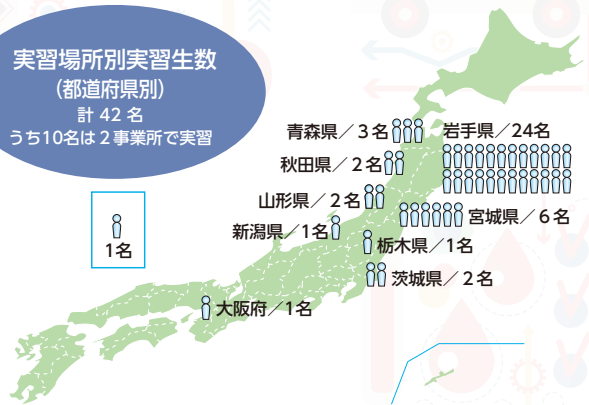 実習場所別実習生数
(都道府県別)
計 42 名
うち10名は2事業所で実習
青森県／3名
岩手県／24名
秋田県／2名
山形県／2名
宮城県／6名
新潟県／1名
栃木県／1名
1名
茨城県／2名
大阪府／1名